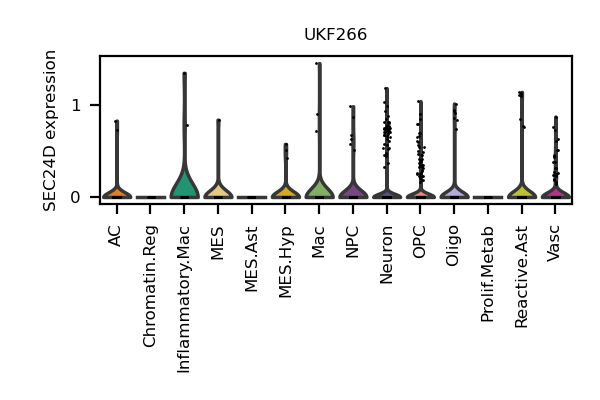 UKF266
SEC24D expression
1
0
AC
Chromatin.Reg
Inflammatory.Mac
MES
MES.Ast
MES.Hyp
Mac
NPC
Neuron
OPC
Oligo
Prolif.Metab
Reactive.Ast
Vasc